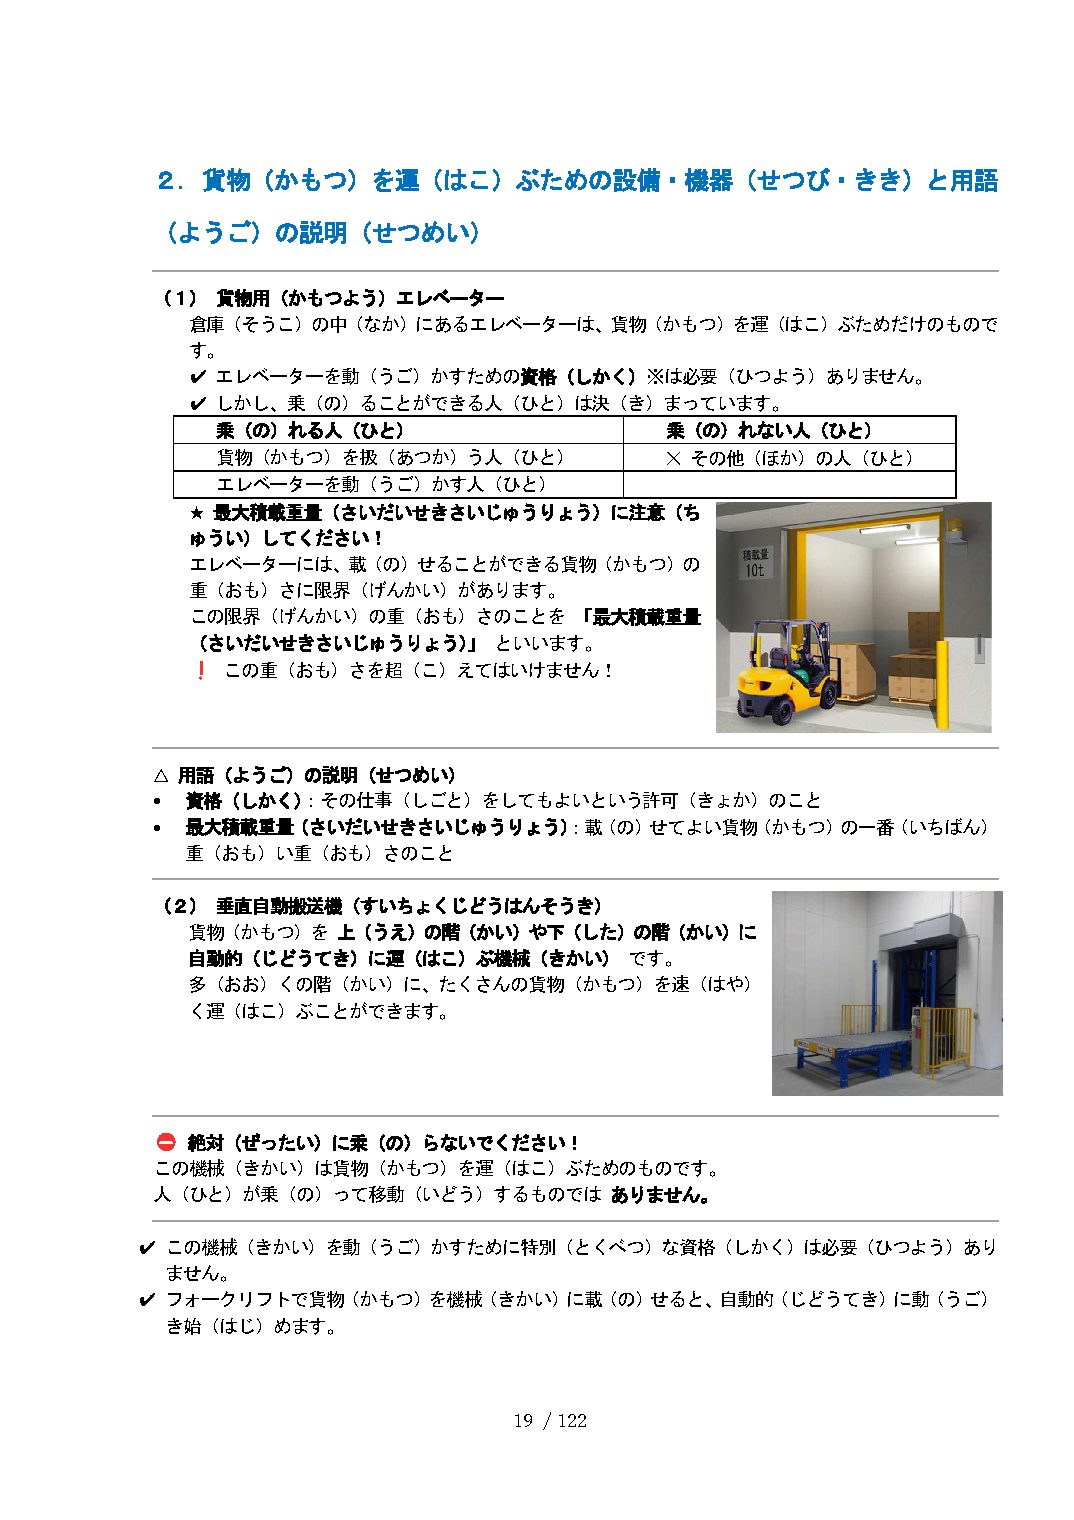 ２. 貨物（かもつ）を運（はこ）ぶための設備・機器（せつび・きき）と用語
（ようご）の説明（せつめい）
（1） 貨物用（かもつよう）エレベーター
倉庫（そうこ）の中（なか）にあるエレベーターは、貨物（かもつ）を運（はこ）ぶためだけのもので
す。
✔ エレベーターを動（うご）かすための資格（しかく）※は必要（ひつよう）ありません。
✔ しかし、乗（の）ることができる人（ひと）は決（き）まっています。
乗（の）れる人（ひと） 乗（の）れない人（ひと）
貨物（かもつ）を扱（あつか）う人（ひと） × その他（ほか）の人（ひと）
エレベーターを動（うご）かす人（ひと）
★ 最大積載重量（さいだいせきさいじゅうりょう）に注意（ち
ゅうい）してください！
エレベーターには、載（の）せることができる貨物（かもつ）の
重（おも）さに限界（げんかい）があります。
この限界（げんかい）の重（おも）さのことを 「最大積載重量
（さいだいせきさいじゅうりょう）」 といいます。
❗ この重（おも）さを超（こ）えてはいけません！
積載量
10t
△ 用語（ようご）の説明（せつめい）
• 資格（しかく）：その仕事（しごと）をしてもよいという許可（きょか）のこと
• 最大積載重量（さいだいせきさいじゅうりょう）：載（の）せてよい貨物（かもつ）の一番（いちばん）
重（おも）い重（おも）さのこと
（2） 垂直自動搬送機（すいちょくじどうはんそうき）
貨物（かもつ）を 上（うえ）の階（かい）や下（した）の階（かい）に
自動的（じどうてき）に運（はこ）ぶ機械（きかい） です。
多（おお）くの階（かい）に、たくさんの貨物（かもつ）を速（はや）
く運（はこ）ぶことができます。
⛔ 絶対（ぜったい）に乗（の）らないでください！
この機械（きかい）は貨物（かもつ）を運（はこ）ぶためのものです。
人（ひと）が乗（の）って移動（いどう）するものでは ありません。
✔ この機械（きかい）を動（うご）かすために特別（とくべつ）な資格（しかく）は必要（ひつよう）あり
ません。
✔ フォークリフトで貨物（かもつ）を機械（きかい）に載（の）せると、自動的（じどうてき）に動（うご）
き始（はじ）めます。
19 / 122